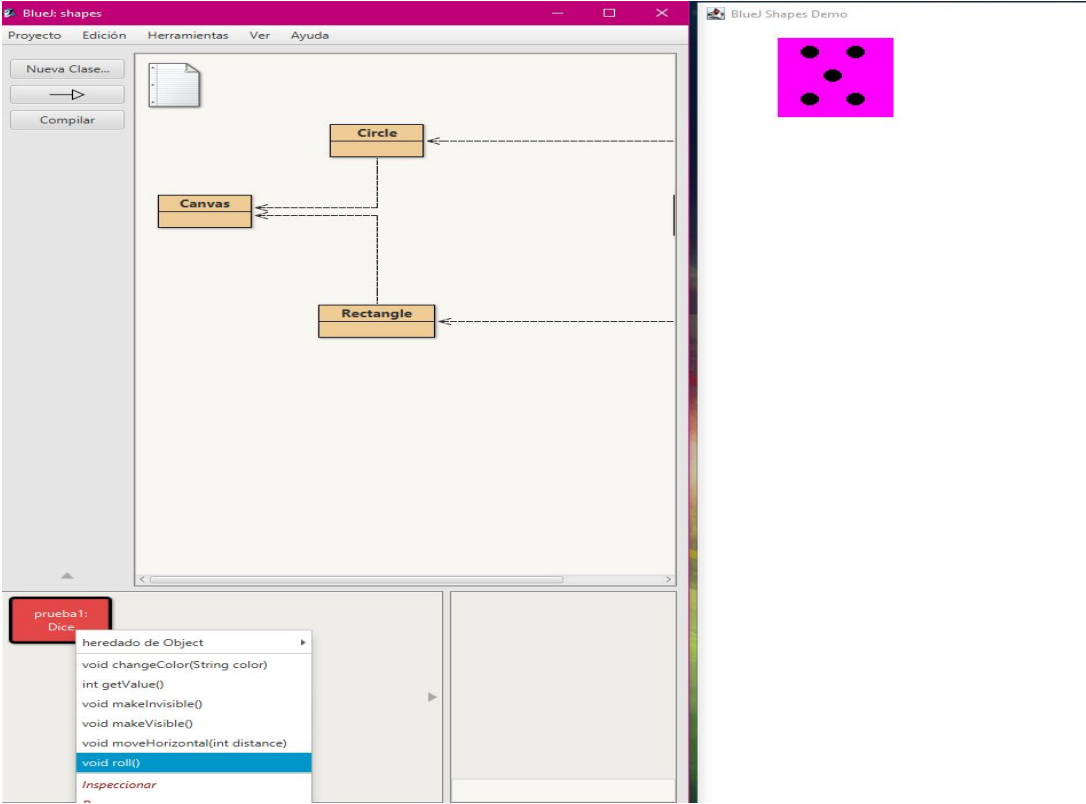 BlueJ: shapes
Proyecto Edición Herramientas Ver Ayuda
Nueva Clase...
Compilar
Circle
Canvas
Rectangle
prueba1:
Dice
heredado de Object
void changeColor(String color)
int getValue()
void makeInvisible()
void makeVisible()
void moveHorizontal(int distance)
void roll()
Inspeccionar
BlueJ Shapes Demo